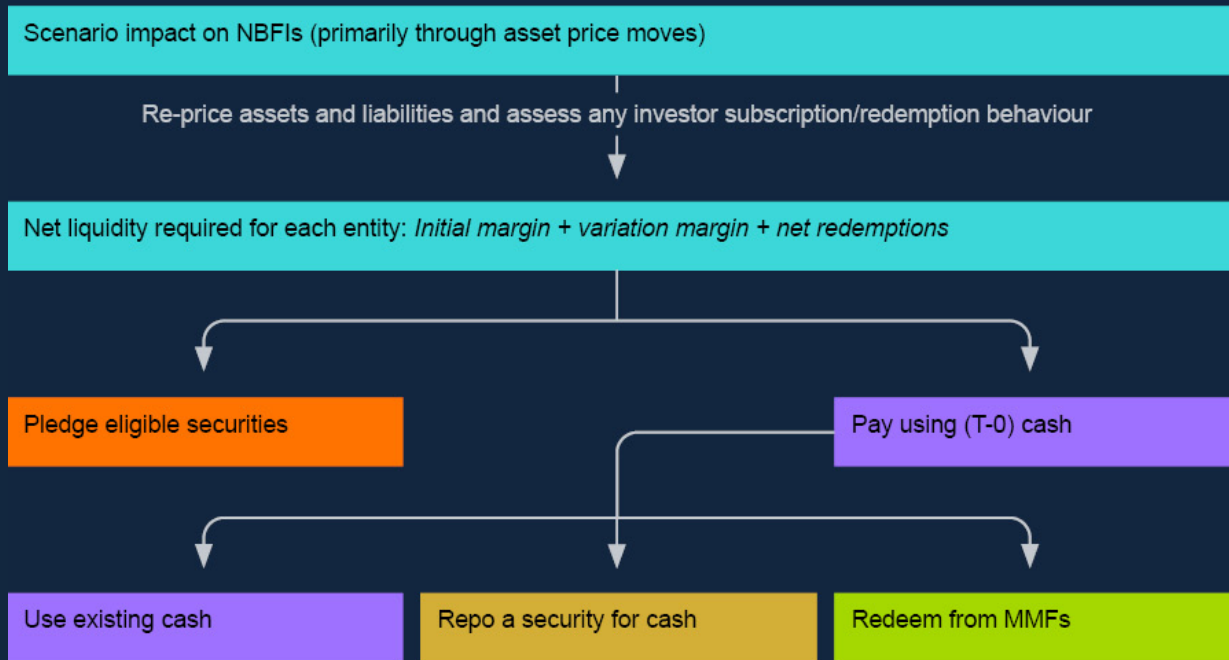 Scenario impact on NBFIs (primarily through asset price moves)
Re-price assets and liabilities and assess any investor subscription/redemption behaviour
Net liquidity required for each entity: Initial margin + variation margin + net redemptions
Pledge eligible securities
Pay using (T-0) cash
Use existing cash
Repo a security for cash
Redeem from MMFs